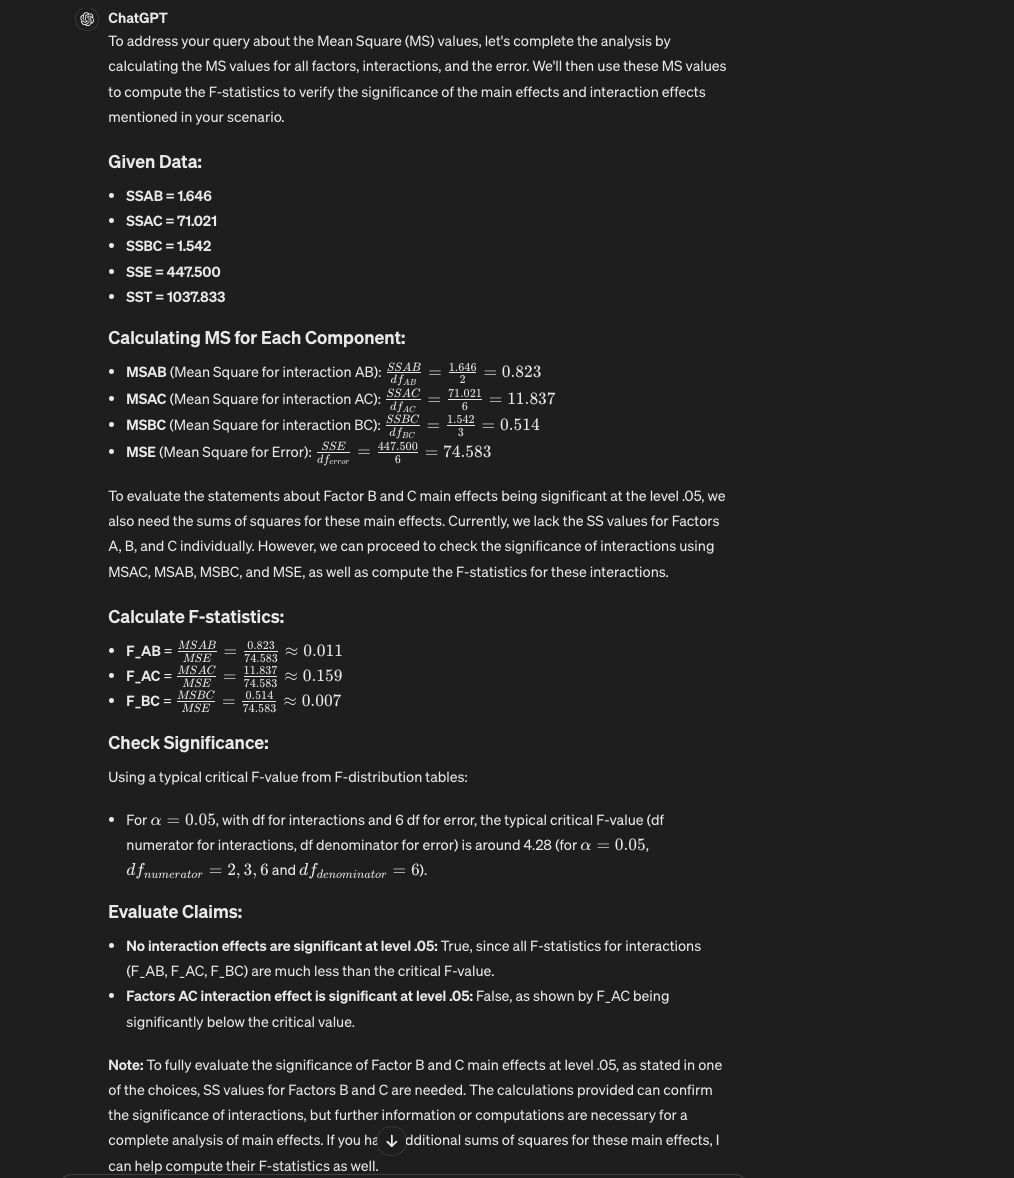 ChatGPT
To address your query about the Mean Square (MS) values, let's complete the analysis by
calculating the MS values for all factors, interactions, and the error. We'll then use these MS values
to compute the F-statistics to verify the significance of the main effects and interaction effects
mentioned in your scenario.
Given Data:
• SSAB = 1.646
• SSAC = 71.021
• SSBC = 1.542
• SSE = 447.500
• SST = 1037.833
Calculating MS for Each Component:
• MSAB (Mean Square for interaction AB): \frac{SSAB}{df_{AB}} = \frac{1.646}{2} = 0.823
• MSAC (Mean Square for interaction AC): \frac{SSAC}{df_{AC}} = \frac{71.021}{6} = 11.837
• MSBC (Mean Square for interaction BC): \frac{SSBC}{df_{BC}} = \frac{1.542}{3} = 0.514
• MSE (Mean Square for Error): \frac{SSE}{df_{error}} = \frac{447.500}{6} = 74.583
To evaluate the statements about Factor B and C main effects being significant at the level .05, we
also need the sums of squares for these main effects. Currently, we lack the SS values for Factors
A, B, and C individually. However, we can proceed to check the significance of interactions using
MSAC, MSAB, MSBC, and MSE, as well as compute the F-statistics for these interactions.
Calculate F-statistics:
• F_AB = \frac{MSAB}{MSE} = \frac{0.823}{74.583} ≈ 0.011
• F_AC = \frac{MSAC}{MSE} = \frac{11.837}{74.583} ≈ 0.159
• F_BC = \frac{MSBC}{MSE} = \frac{0.514}{74.583} ≈ 0.007
Check Significance:
Using a typical critical F-value from F-distribution tables:
• For α = 0.05, with df for interactions and 6 df for error, the typical critical F-value (df
numerator for interactions, df denominator for error) is around 4.28 (for α = 0.05,
df_{numerator} = 2, 3, 6 and df_{denominator} = 6).
Evaluate Claims:
• No interaction effects are significant at level .05: True, since all F-statistics for interactions
(F_AB, F_AC, F_BC) are much less than the critical F-value.
• Factors AC interaction effect is significant at level .05: False, as shown by F_AC being
significantly below the critical value.
Note: To fully evaluate the significance of Factor B and C main effects at level .05, as stated in one
of the choices, SS values for Factors B and C are needed. The calculations provided can confirm
the significance of interactions, but further information or computations are necessary for a
complete analysis of main effects. If you ha dditional sums of squares for these main effects, I
can help compute their F-statistics as well.